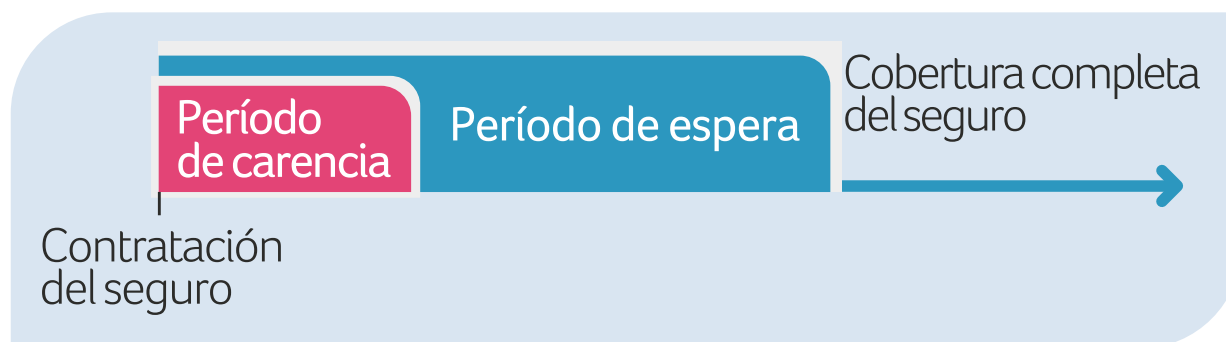 Período
de carencia
Período de espera
Cobertura completa
del seguro
Contratación
del seguro